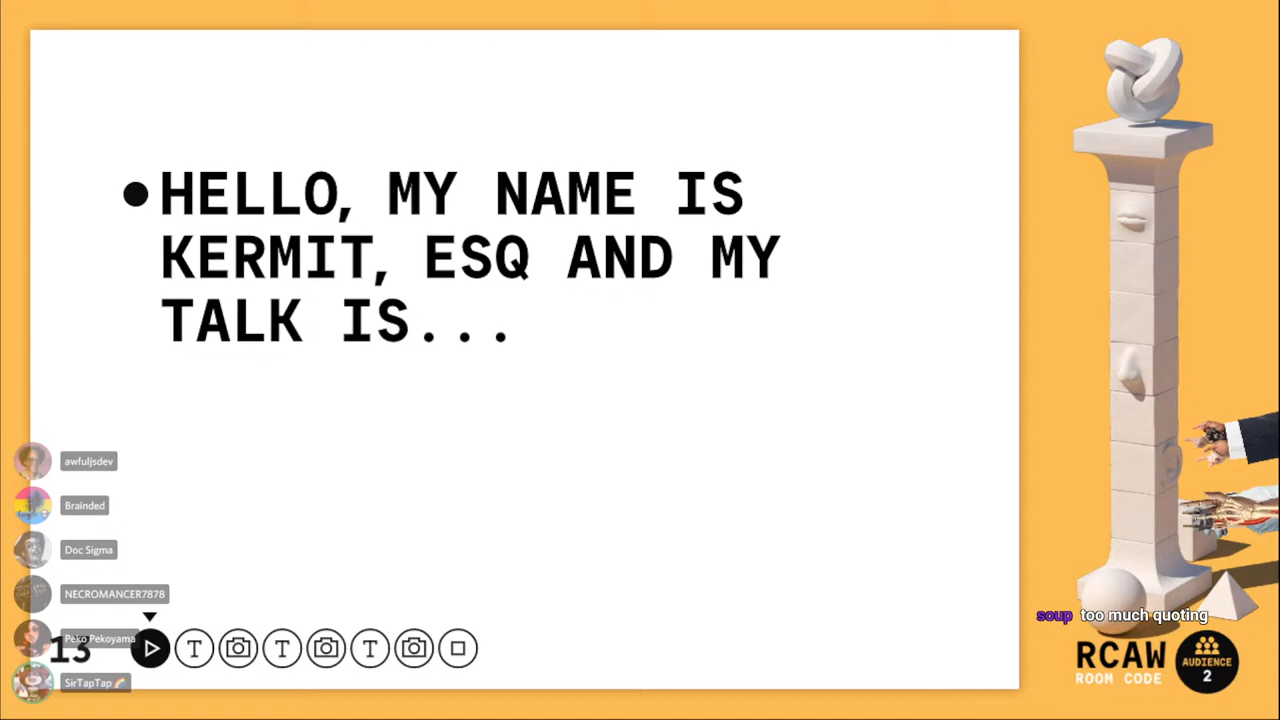 HELLO, MY NAME IS
KERMIT, ESQ AND MY
TALK IS...
awfuljsdev
Brainded
Doc Sigma
NECROMANCER7878
Peko Pekoyama
SirTapTap
13
T
T
T
soup too much quoting
RCAW
ROOM CODE
AUDIENCE
2